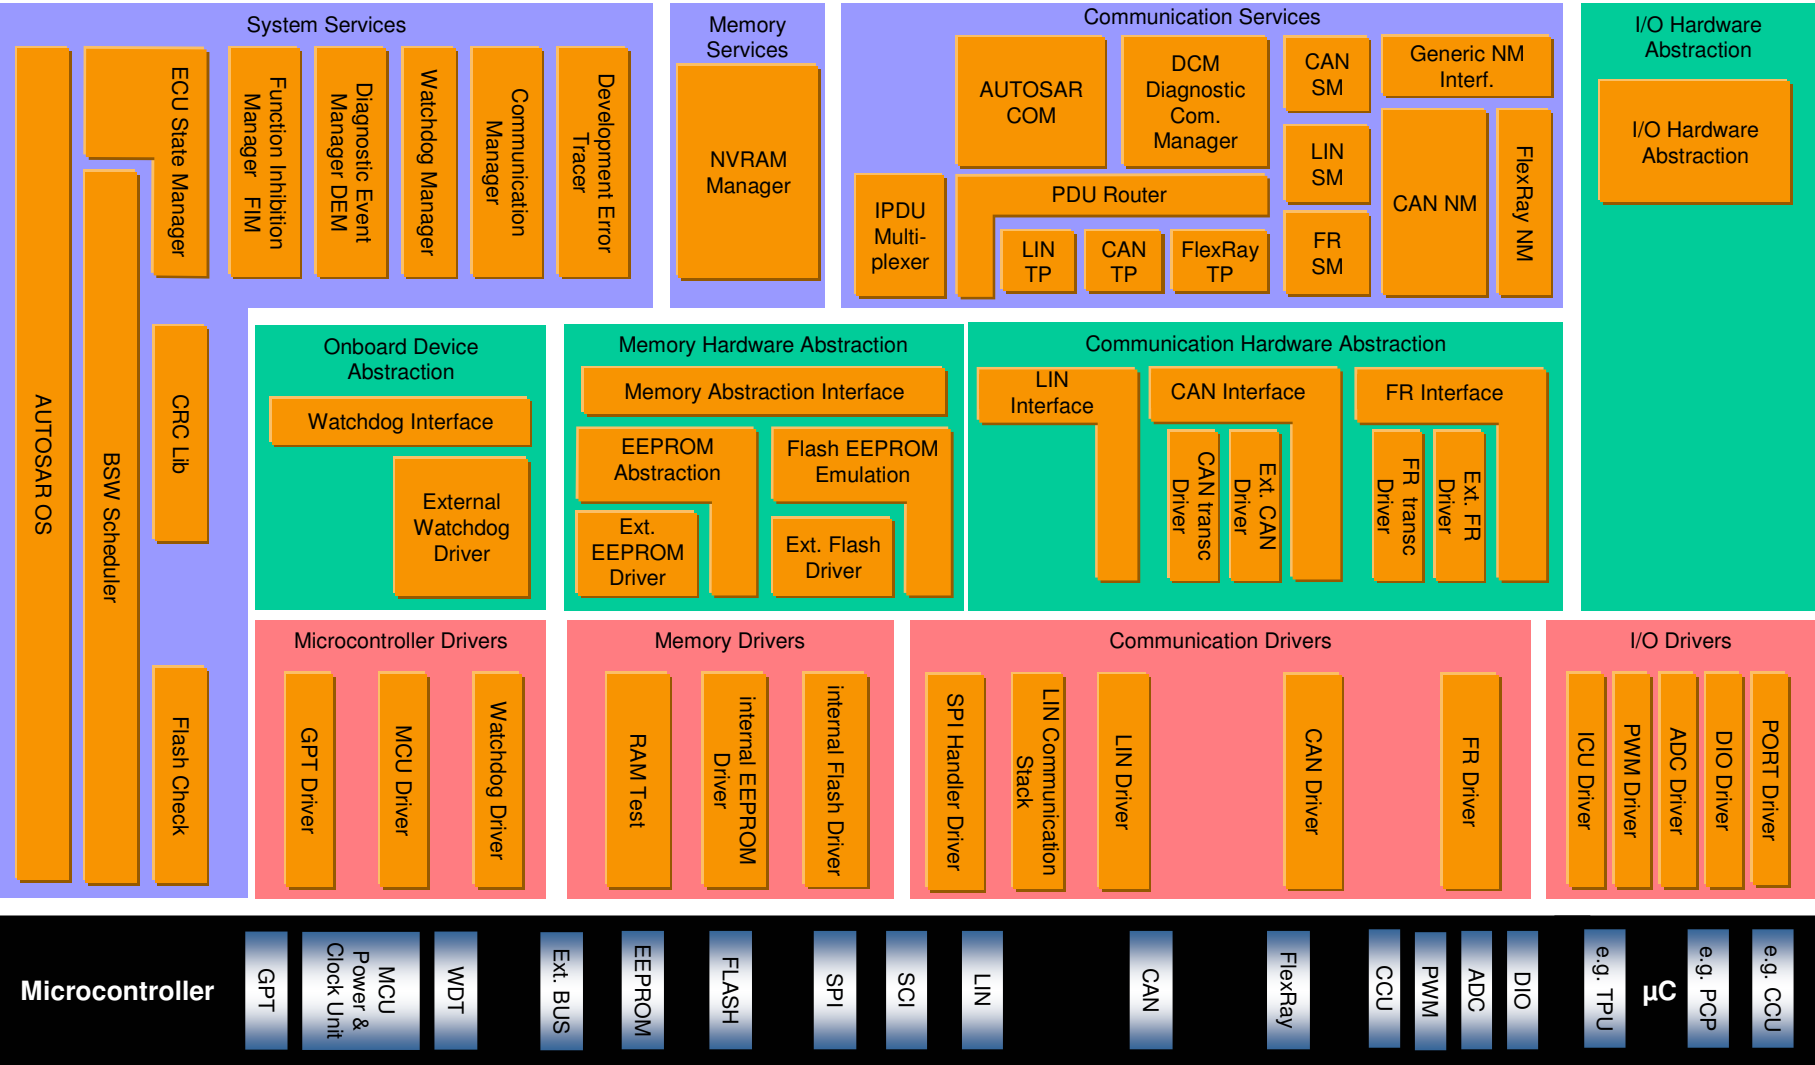 System Services
AUTOSAR OS
BSW Scheduler
ECU State Manager
Function Inhibition
Manager FIM
Diagnostic Event
Manager DEM
Watchdog Manager
Communication
Manager
Development Error
Tracer
CRC Lib
Flash Check
Memory
Services
NVRAM
Manager
Communication Services
AUTOSAR
COM
DCM
Diagnostic
Com.
Manager
CAN
SM
Generic NM
Interf.
LIN
SM
CAN NM
FlexRay NM
IPDU
Multi-
plexer
PDU Router
LIN
TP
CAN
TP
FlexRay
TP
FR
SM
I/O Hardware
Abstraction
I/O Hardware
Abstraction
Onboard Device
Abstraction
Watchdog Interface
External
Watchdog
Driver
Memory Hardware Abstraction
Memory Abstraction Interface
EEPROM
Abstraction
Flash EEPROM
Emulation
Ext.
EEPROM
Driver
Ext. Flash
Driver
Communication Hardware Abstraction
LIN
Interface
CAN Interface
CAN transc
Driver
Ext. CAN
Driver
FR Interface
FR transc
Driver
Ext. FR
Driver
Microcontroller Drivers
GPT Driver
MCU Driver
Watchdog Driver
Memory Drivers
RAM Test
internal EEPROM
Driver
internal Flash Driver
Communication Drivers
SPI Handler Driver
LIN Communication
Stack
LIN Driver
CAN Driver
FR Driver
I/O Drivers
ICU Driver
PWM Driver
ADC Driver
DIO Driver
PORT Driver
Microcontroller
GPT
MCU
Power &
Clock Unit
WDT
Ext. BUS
EEPROM
FLASH
SPI
SCI
LIN
CAN
FlexRay
CCU
PWM
ADC
DIO
e.g. TPU
µC
e.g. PCP
e.g. CCU